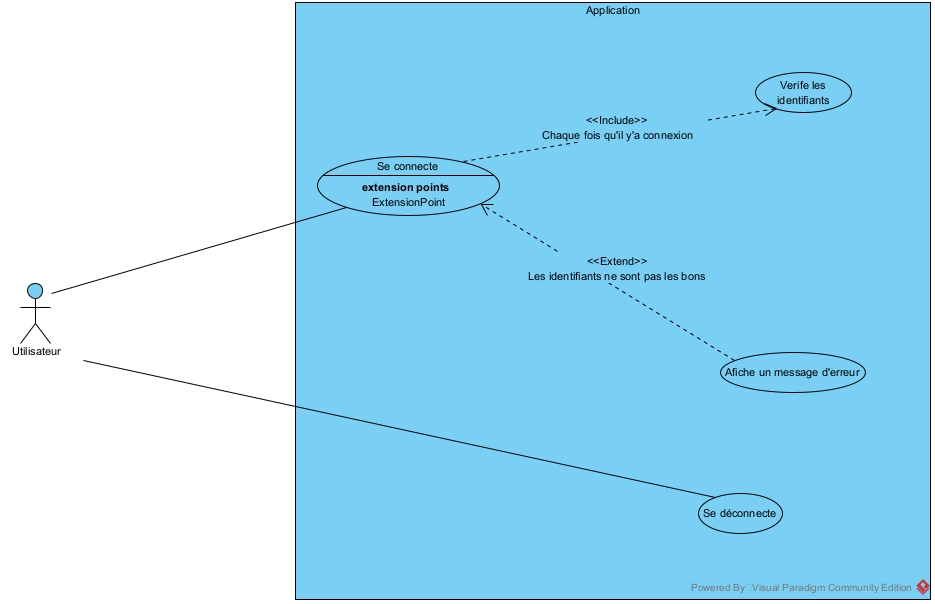 Application
Verife les
identifiants
<<Include>>
Chaque fois qu'il y'a connexion
Se connecte
extension points
ExtensionPoint
<<Extend>>
Les identifiants ne sont pas les bons
Utilisateur
Afiche un message d'erreur
Se déconnecte
Powered By: Visual Paradigm Community Edition